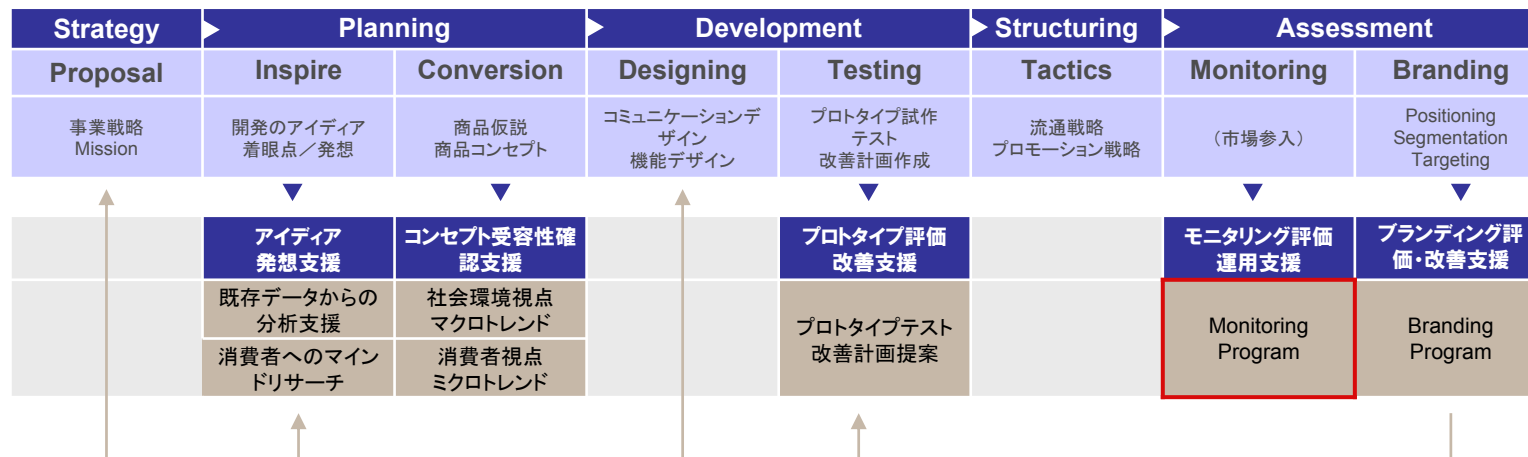 Strategy
Planning
Development
Structuring
Assessment
Proposal
Inspire
Conversion
Designing
Testing
Tactics
Monitoring
Branding
事業戦略
Mission
開発のアイディア
着眼点／発想
商品仮説
商品コンセプト
コミュニケーションデ
ザイン
機能デザイン
プロトタイプ試作
テスト
改善計画作成
流通戦略
プロモーション戦略
（市場参入）
Positioning
Segmentation
Targeting
アイディア
発想支援
コンセプト受容性確
認支援
プロトタイプ評価
改善支援
モニタリング評価
運用支援
ブランディング評
価・改善支援
既存データからの
分析支援
消費者へのマイン
ドリサーチ
社会環境視点
マクロトレンド
消費者視点
ミクロトレンド
プロトタイプテスト
改善計画提案
Monitoring
Program
Branding
Program